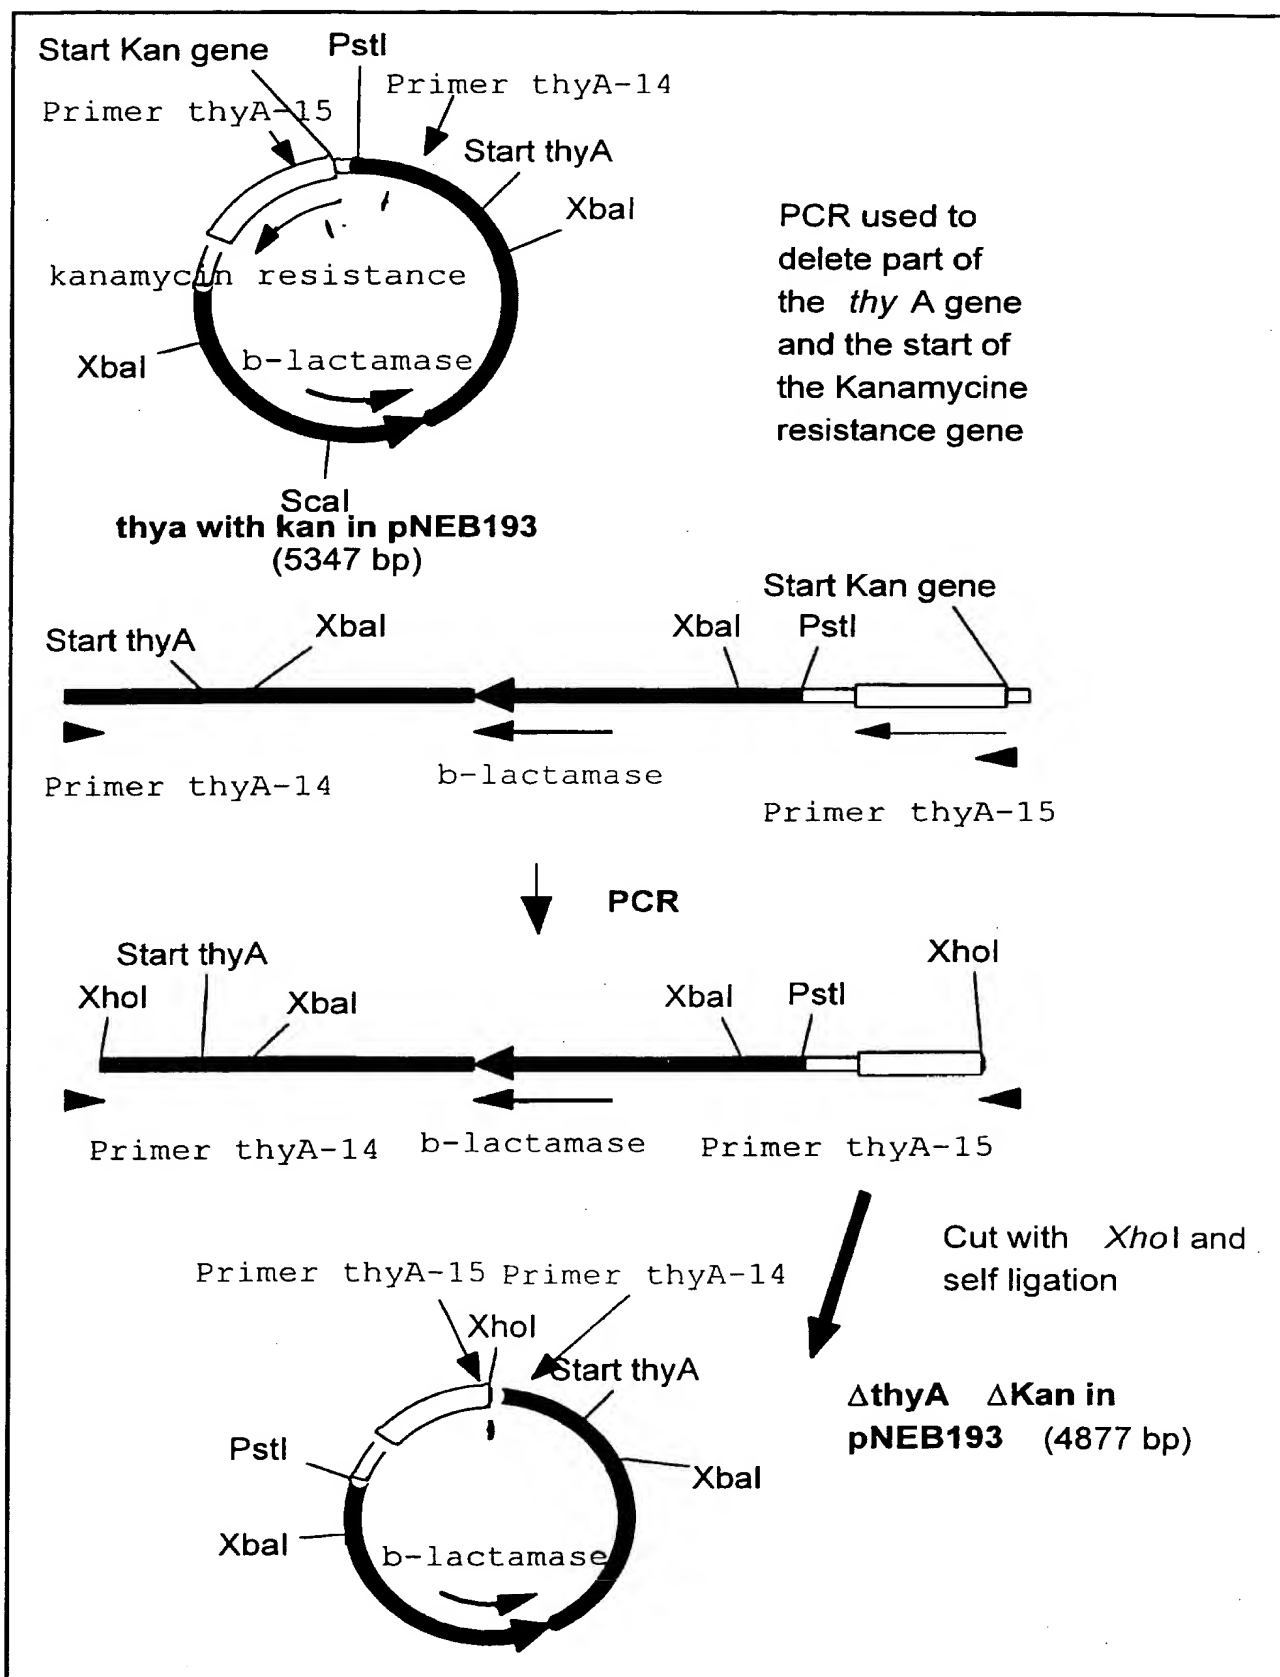 Start Kan gene
PstI
Primer thyA-14
Primer thyA-15
Start thyA
XbaI
kanamycin resistance
XbaI
b-lactamase
ScaI
thya with kan in pNEB193
(5347 bp)
PCR used to
delete part of
the thy A gene
and the start of
the Kanamycine
resistance gene
Start Kan gene
Start thyA
XbaI
XbaI
PstI
Primer thyA-14
b-lactamase
Primer thyA-15
PCR
Start thyA
XhoI
XhoI
XbaI
XbaI
PstI
Primer thyA-14
b-lactamase
Primer thyA-15
Cut with XhoI and
self ligation
Primer thyA-15
Primer thyA-14
XhoI
Start thyA
PstI
XbaI
XbaI
b-lactamase
ΔthyA ΔKan in
pNEB193 (4877 bp)